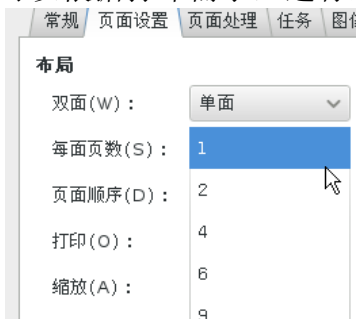 常规 页面设置 页面处理 任务
布局
双面(W)： 单面
每面页数(S)： 1
页面顺序(D)： 2
打印(O)： 4
缩放(A)： 6
9